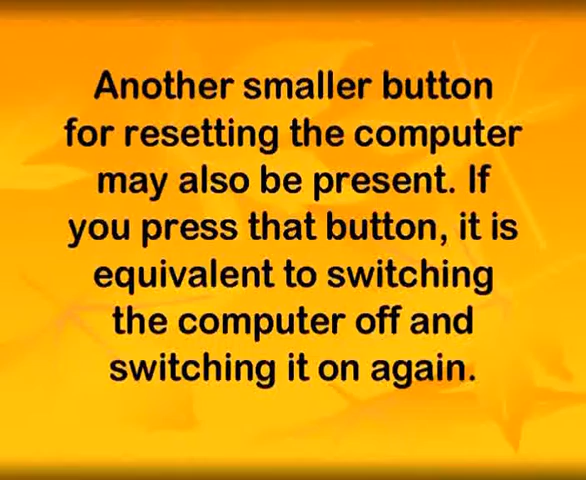 Another smaller button
for resetting the computer
may also be present. If
you press that button, it is
equivalent to switching
the computer off and
switching it on again.